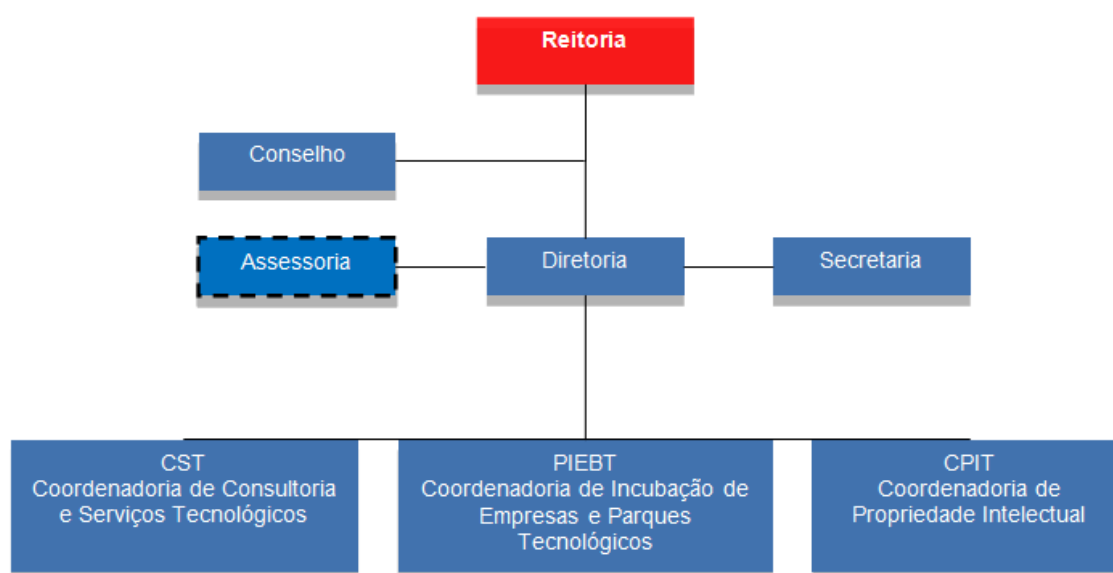 Reitoria
Conselho
Assessoria
Diretoria
Secretaria
CST
Coordenadoria de Consultoria
e Serviços Tecnológicos
PIEBT
Coordenadoria de Incubação de
Empresas e Parques
Tecnológicos
CPIT
Coordenadoria de
Propriedade Intelectual